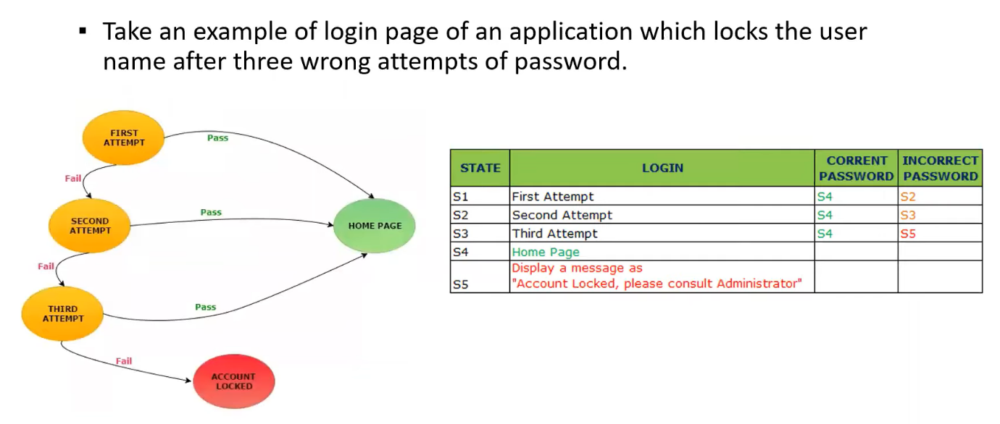 ▪ Take an example of login page of an application which locks the user
name after three wrong attempts of password.
FIRST
ATTEMPT
Pass
Fail
SECOND
ATTEMPT
Pass
HOME PAGE
Fail
THIRD
ATTEMPT
Pass
Fail
ACCOUNT
LOCKED
STATE LOGIN CORRENT PASSWORD INCORRECT PASSWORD
S1 First Attempt S4 S2
S2 Second Attempt S4 S3
S3 Third Attempt S4 S5
S4 Home Page
S5 Display a message as
"Account Locked, please consult Administrator"